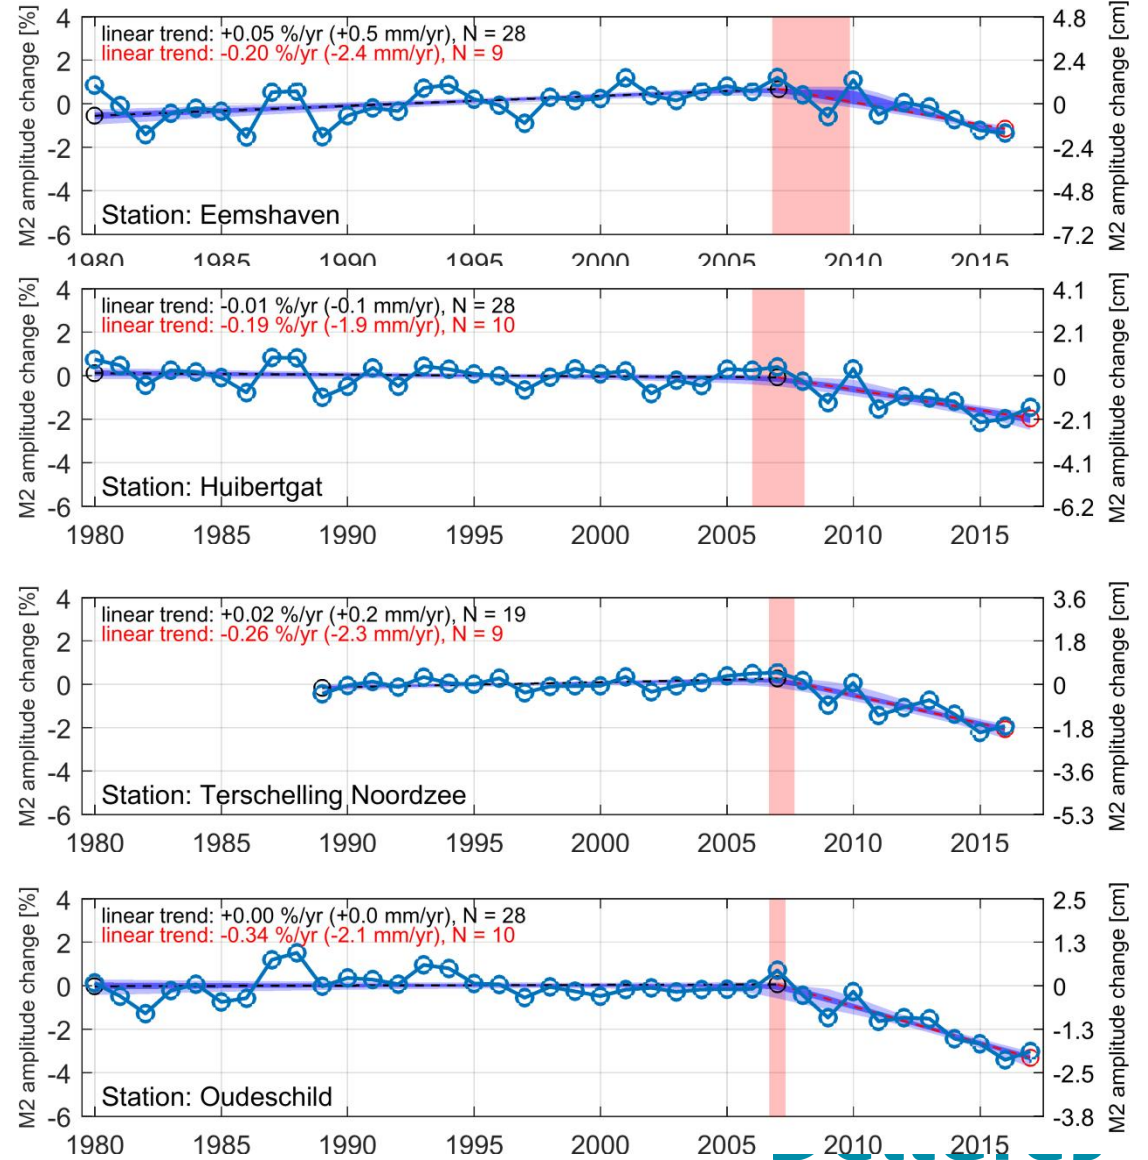 M2 amplitude change [%]
4
2
0
-2
-4
-6
linear trend: +0.05 %/yr (+0.5 mm/yr), N = 28
linear trend: -0.20 %/yr (-2.4 mm/yr), N = 9
Station: Eemshaven
4.8
2.4
0
-2.4
-4.8
-7.2
M2 amplitude change [cm]
1980 1985 1990 1995 2000 2005 2010 2015
M2 amplitude change [%]
4
2
0
-2
-4
-6
linear trend: -0.01 %/yr (-0.1 mm/yr), N = 28
linear trend: -0.19 %/yr (-1.9 mm/yr), N = 10
Station: Huibertgat
4.1
2.1
0
-2.1
-4.1
-6.2
M2 amplitude change [cm]
1980 1985 1990 1995 2000 2005 2010 2015
M2 amplitude change [%]
4
2
0
-2
-4
-6
linear trend: +0.02 %/yr (+0.2 mm/yr), N = 19
linear trend: -0.26 %/yr (-2.3 mm/yr), N = 9
Station: Terschelling Noordzee
3.6
1.8
0
-1.8
-3.6
-5.3
M2 amplitude change [cm]
1980 1985 1990 1995 2000 2005 2010 2015
M2 amplitude change [%]
4
2
0
-2
-4
-6
linear trend: +0.00 %/yr (+0.0 mm/yr), N = 28
linear trend: -0.34 %/yr (-2.1 mm/yr), N = 10
Station: Oudeschild
2.5
1.3
0
-1.3
-2.5
-3.8
M2 amplitude change [cm]
1980 1985 1990 1995 2000 2005 2010 2015